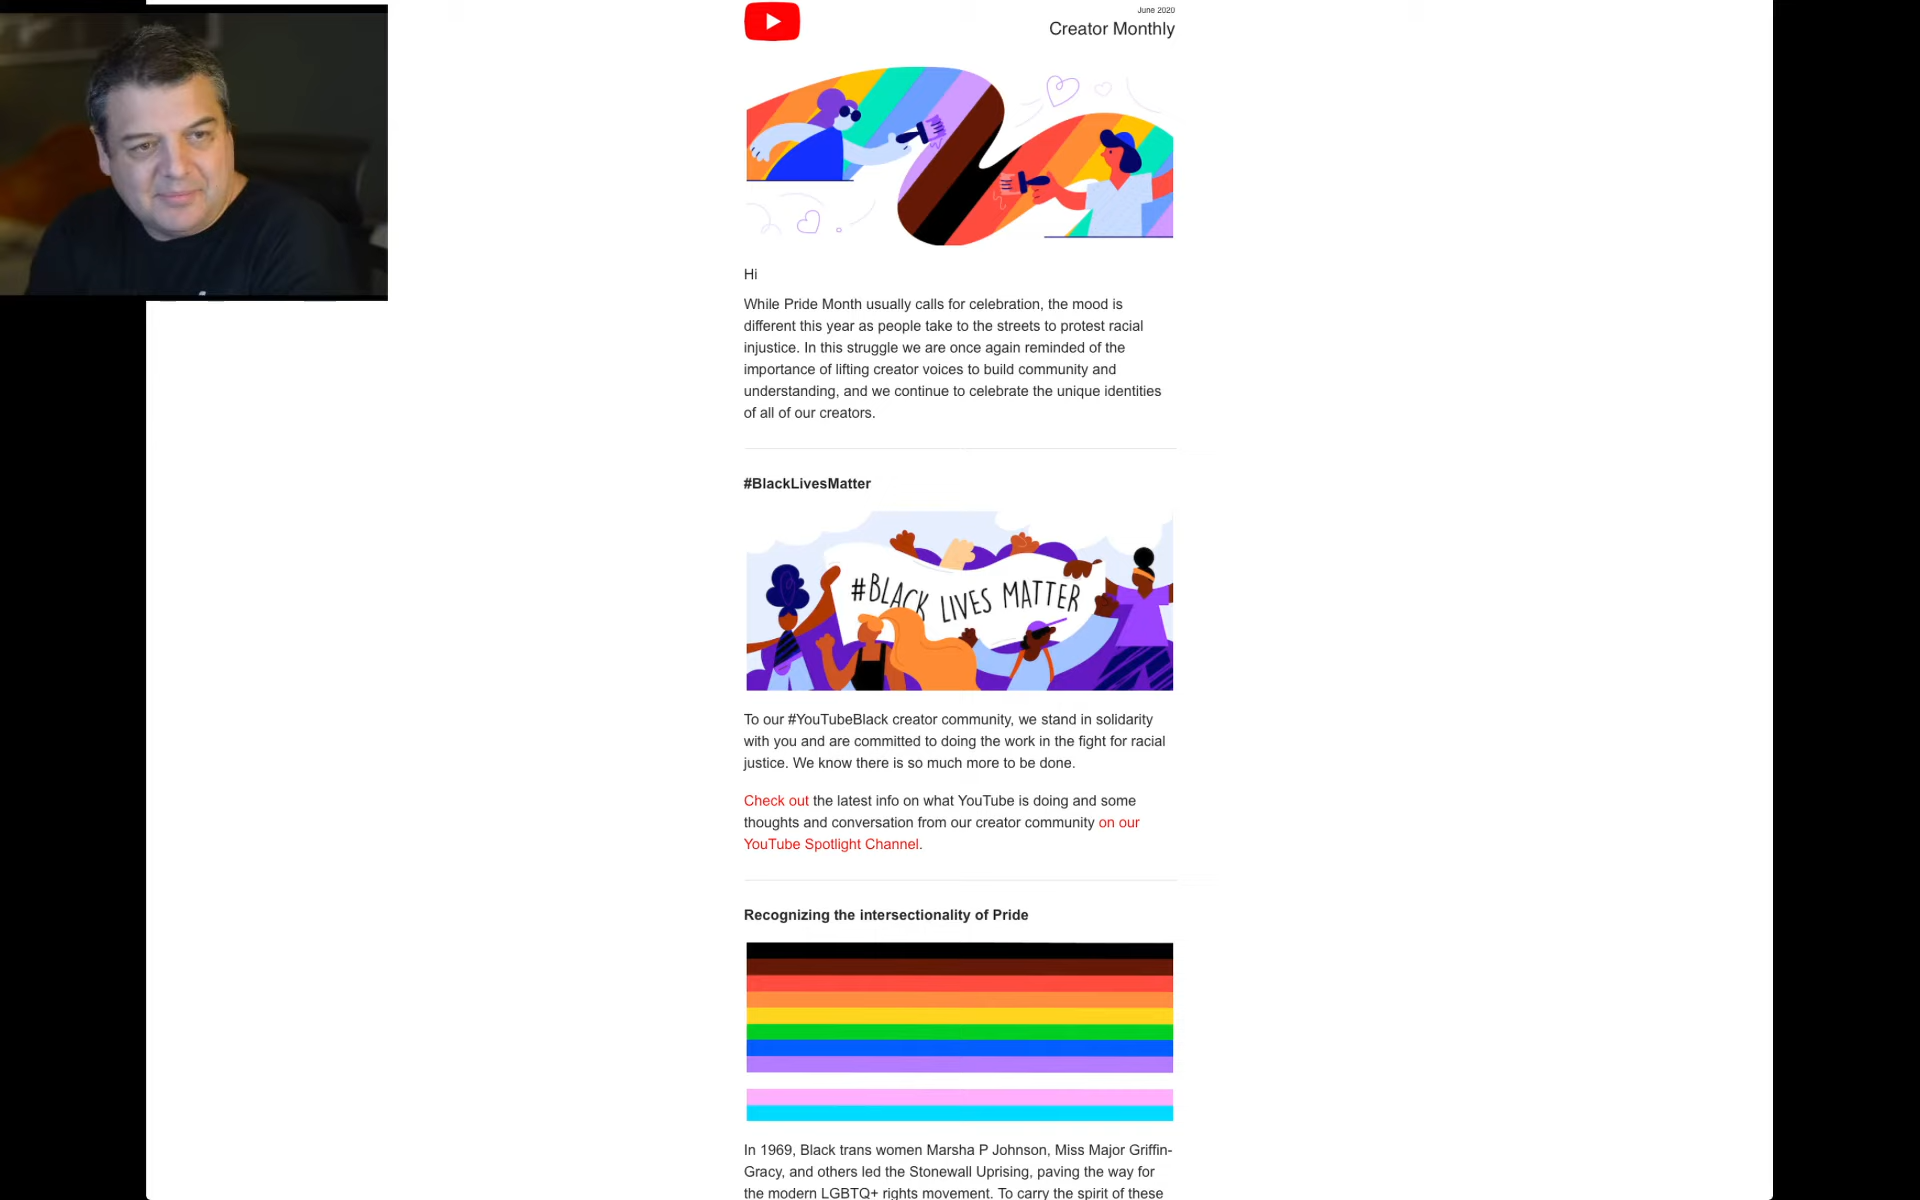 June 2020
Creator Monthly
Hi
While Pride Month usually calls for celebration, the mood is
different this year as people take to the streets to protest racial
injustice. In this struggle we are once again reminded of the
importance of lifting creator voices to build community and
understanding, and we continue to celebrate the unique identities
of all of our creators.
#BlackLivesMatter
#BLACK LIVES MATTER
To our #YouTubeBlack creator community, we stand in solidarity
with you and are committed to doing the work in the fight for racial
justice. We know there is so much more to be done.
Check out the latest info on what YouTube is doing and some
thoughts and conversation from our creator community on our
YouTube Spotlight Channel.
Recognizing the intersectionality of Pride
In 1969, Black trans women Marsha P Johnson, Miss Major Griffin-
Gracy, and others led the Stonewall Uprising, paving the way for
the modern LGBTQ+ rights movement. To carry the spirit of these